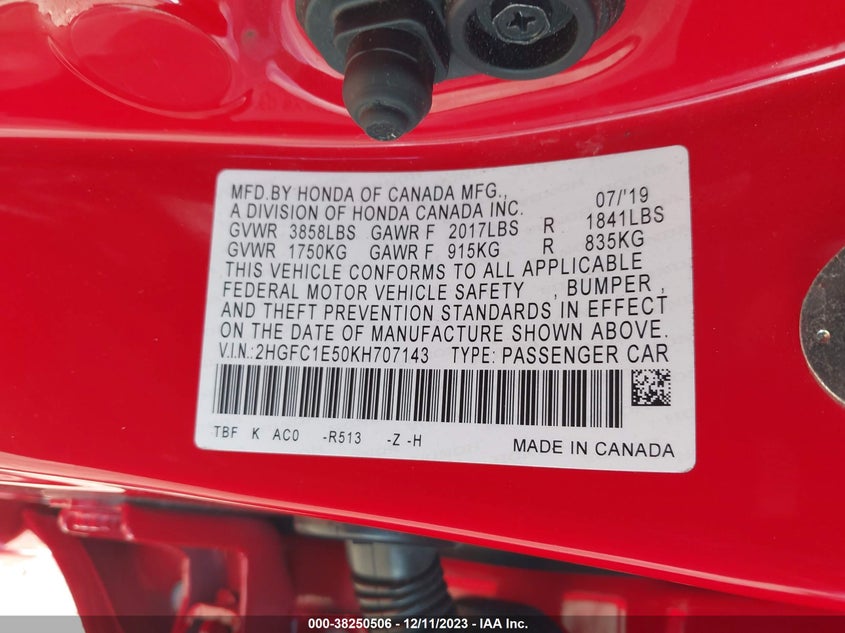 MFD.BY HONDA OF CANADA MFG., 07/'19
A DIVISION OF HONDA CANADA INC.
GVWR 3858LBS GAWR F 2017LBS R 1841LBS
GVWR 1750KG GAWR F 915KG R 835KG
THIS VEHICLE CONFORMS TO ALL APPLICABLE
FEDERAL MOTOR VEHICLE SAFETY , BUMPER ,
AND THEFT PREVENTION STANDARDS IN EFFECT
ON THE DATE OF MANUFACTURE SHOWN ABOVE.
V.I.N.:2HGFC1E50KH707143 TYPE: PASSENGER CAR
TBF K AC0 -R513 -Z -H MADE IN CANADA
000-38250506 - 12/11/2023 - IAA Inc.